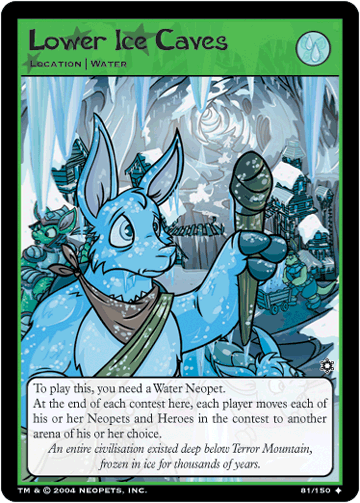 Lower Ice Caves
Location | Water
To play this, you need a Water Neopet.
At the end of each contest here, each player moves each of
his or her Neopets and Heroes in the contest to another
arena of his or her choice.
An entire civilisation existed deep below Terror Mountain,
frozen in ice for thousands of years.
TM & © 2004 NEOPETS, INC.
81/150 ♦